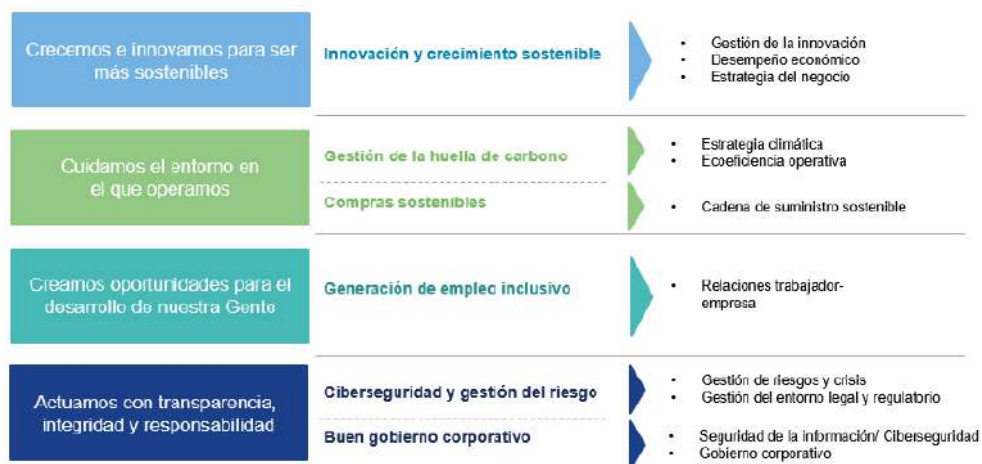 Crecemos e innovamos para ser
más sostenibles
Innovación y crecimiento sostenible
• Gestión de la innovación
• Desempeño económico
• Estrategia del negocio
Cuidamos el entorno en
el que operamos
Gestión de la huella de carbono
• Estrategia climática
• Ecoeficiencia operativa
Compras sostenibles
• Cadena de suministro sostenible
Creamos oportunidades para el
desarrollo de nuestra Gente
Generación de empleo inclusivo
• Relaciones trabajador-
empresa
Actuamos con transparencia,
integridad y responsabilidad
Ciberseguridad y gestión del riesgo
• Gestión de riesgos y crisis
• Gestión del entorno legal y regulatorio
Buen gobierno corporativo
• Seguridad de la información/ Ciberseguridad
• Gobierno corporativo